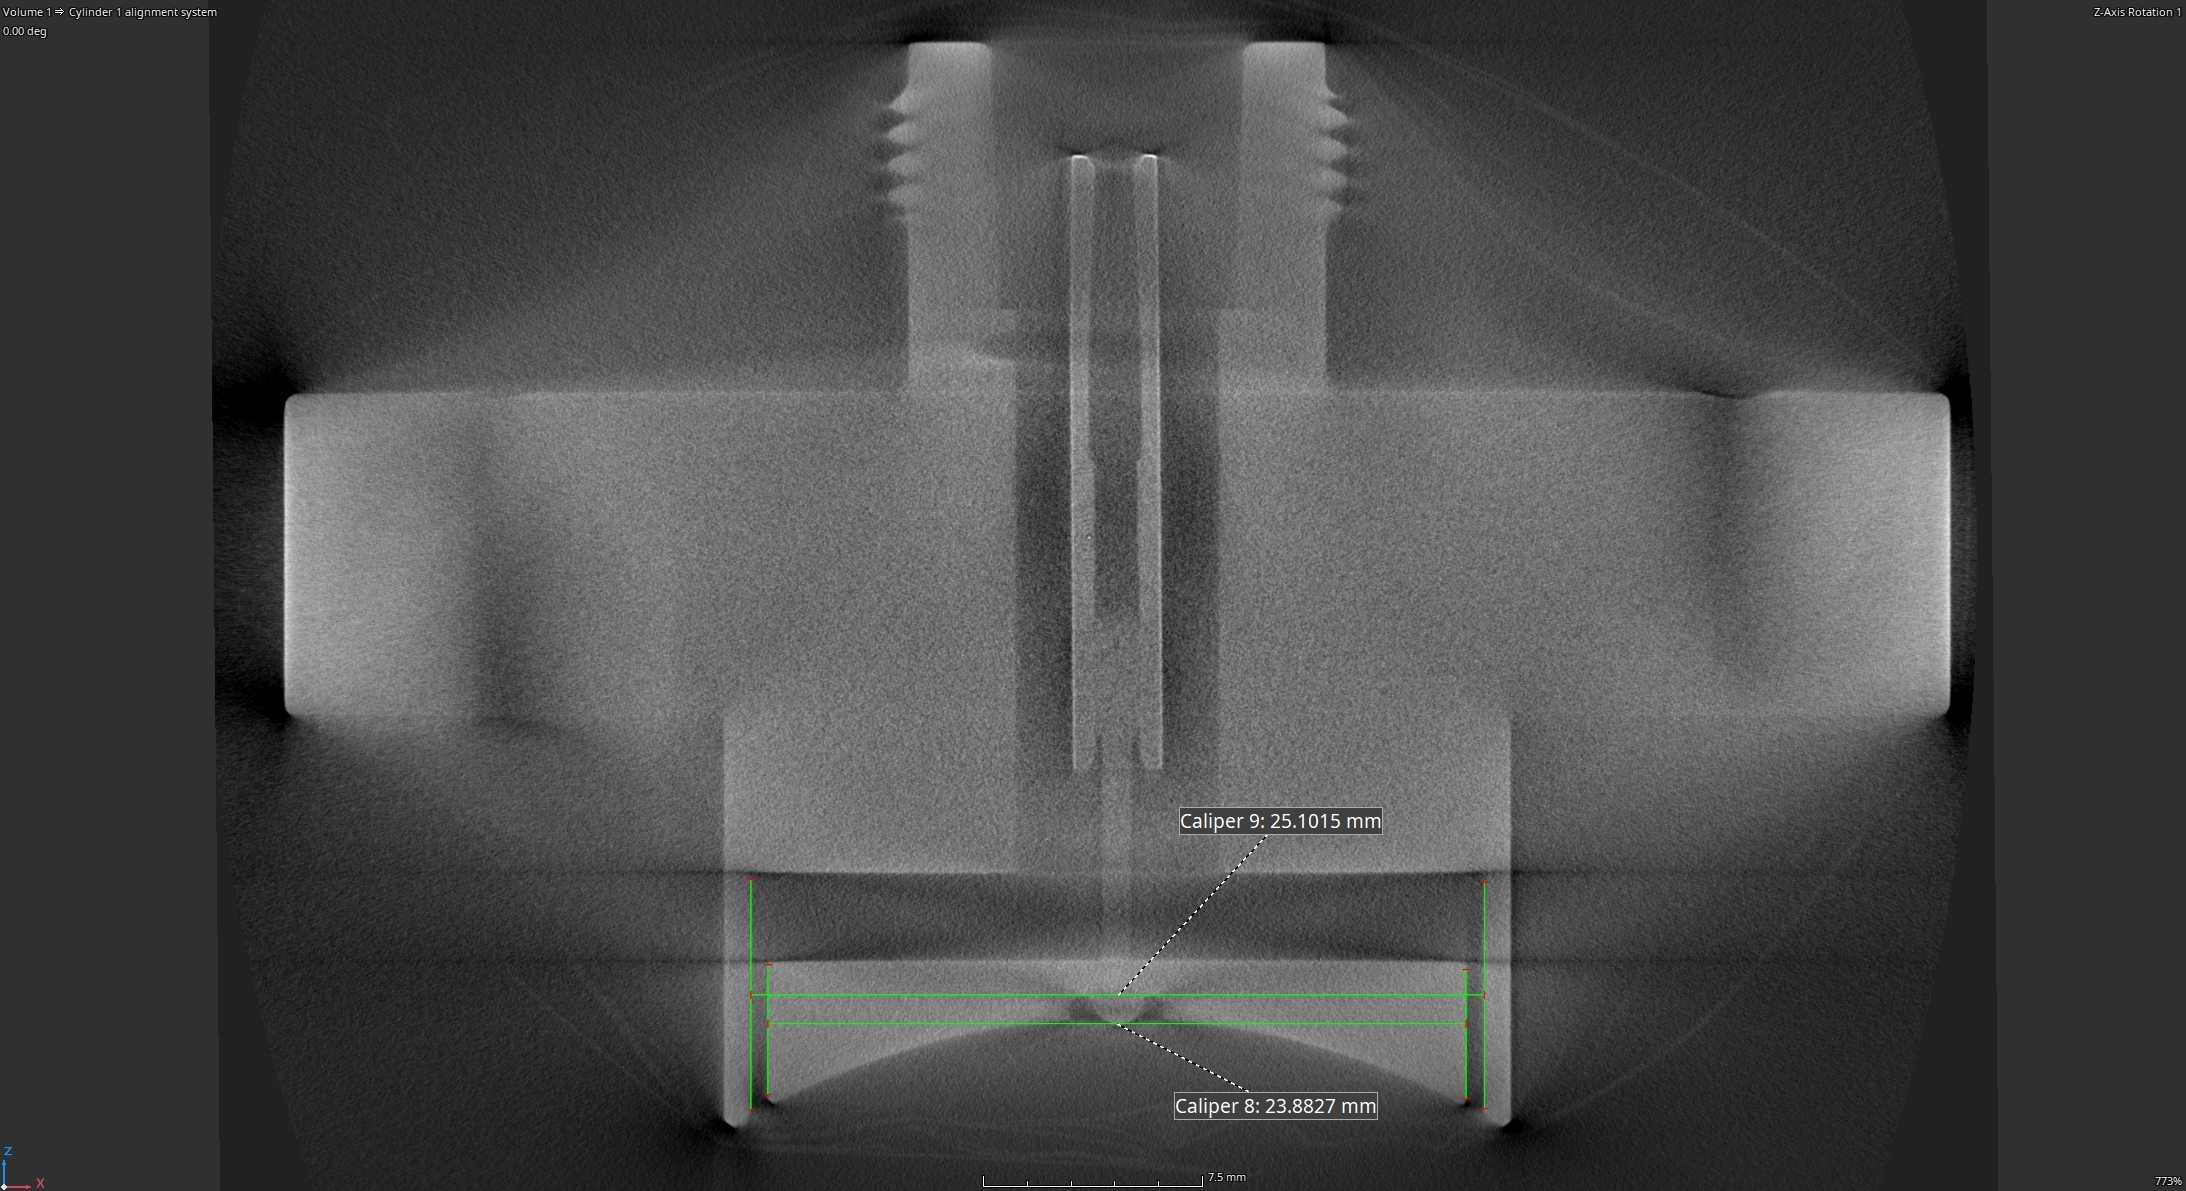 Volume 1⇒ Cylinder 1 alignment system
Z-Axis Rotation 1
0.00 deg
Caliper 9: 25.1015 mm
Caliper 8: 23.8827 mm
Z
X
7.5 mm
773%